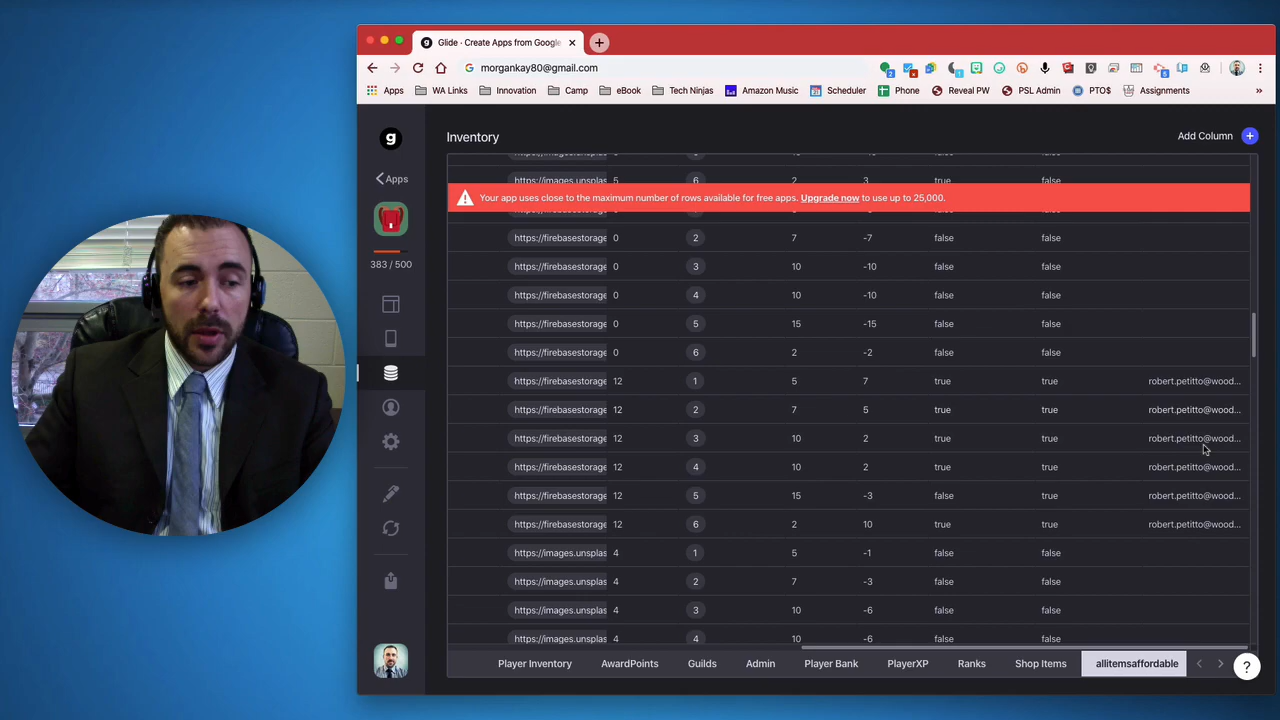 Glide · Create Apps from Google
morgankay80@gmail.com
Apps WA Links Innovation Camp eBook Tech Ninjas Amazon Music Scheduler Phone Reveal PW PSL Admin PTO$ Assignments »
g
Inventory
Add Column
Apps
383 / 500
https://images.unsplas 5 6 2 3 true false
Your app uses close to the maximum number of rows available for free apps. Upgrade now to use up to 25,000.
https://firebasestorage 0 2 7 -7 false false
https://firebasestorage 0 3 10 -10 false false
https://firebasestorage 0 4 10 -10 false false
https://firebasestorage 0 5 15 -15 false false
https://firebasestorage 0 6 2 -2 false false
https://firebasestorage 12 1 5 7 true true robert.petitto@wood...
https://firebasestorage 12 2 7 5 true true robert.petitto@wood...
https://firebasestorage 12 3 10 2 true true robert.petitto@wood...
https://firebasestorage 12 4 10 2 true true robert.petitto@wood...
https://firebasestorage 12 5 15 -3 false true robert.petitto@wood...
https://firebasestorage 12 6 2 10 true true robert.petitto@wood...
https://images.unsplas 4 1 5 -1 false false
https://images.unsplas 4 2 7 -3 false false
https://images.unsplas 4 3 10 -6 false false
https://images.unsplas 4 4 10 -6 false false
Player Inventory AwardPoints Guilds Admin Player Bank PlayerXP Ranks Shop Items allitemsaffordable
?